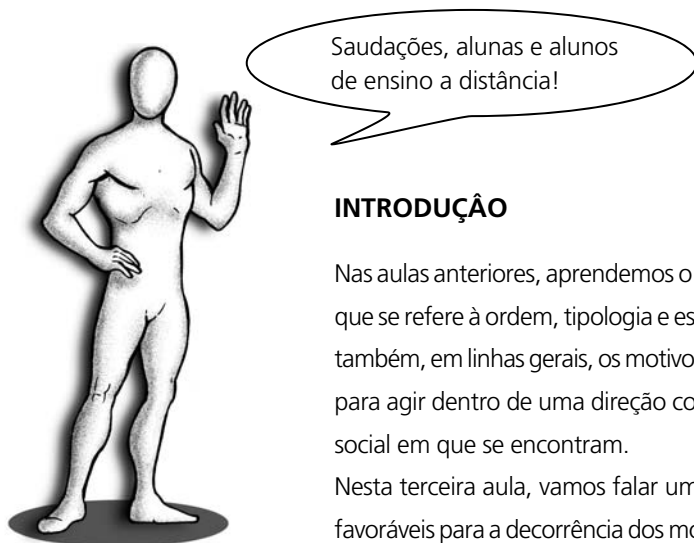 Saudações, alunas e alunos
de ensino a distância!
INTRODUÇÂO
Nas aulas anteriores, aprendemos o
que se refere à ordem, tipologia e es
também, em linhas gerais, os motivo
para agir dentro de uma direção co
social em que se encontram.
Nesta terceira aula, vamos falar um
favoráveis para a decorrência dos mo